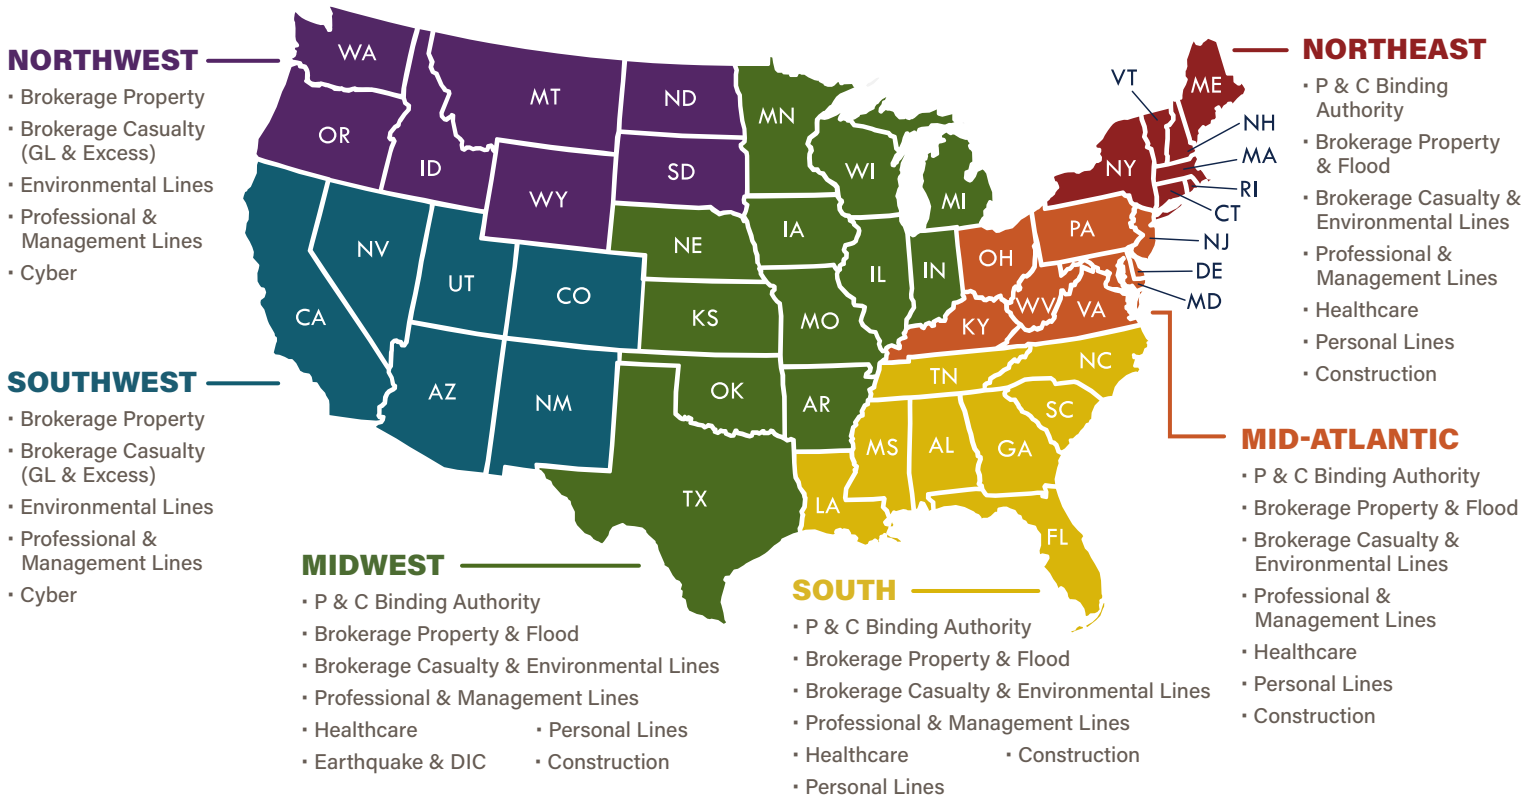 NORTHWEST
· Brokerage Property
· Brokerage Casualty
(GL & Excess)
· Environmental Lines
· Professional &
Management Lines
· Cyber
SOUTHWEST
· Brokerage Property
· Brokerage Casualty
(GL & Excess)
· Environmental Lines
· Professional &
Management Lines
· Cyber
WA
OR
ID
MT
WY
ND
SD
CA
NV
UT
CO
AZ
NM
MN
WI
MI
NE
IA
IL
IN
KS
MO
OK
AR
TX
OH
PA
WV
VA
KY
TN
NC
SC
MS
AL
GA
LA
FL
NY
ME
VT
NH
MA
RI
CT
NJ
DE
MD
MIDWEST
· P & C Binding Authority
· Brokerage Property & Flood
· Brokerage Casualty & Environmental Lines
· Professional & Management Lines
· Healthcare · Personal Lines
· Earthquake & DIC · Construction
SOUTH
· P & C Binding Authority
· Brokerage Property & Flood
· Brokerage Casualty & Environmental Lines
· Professional & Management Lines
· Healthcare · Construction
· Personal Lines
NORTHEAST
· P & C Binding
Authority
· Brokerage Property
& Flood
· Brokerage Casualty &
Environmental Lines
· Professional &
Management Lines
· Healthcare
· Personal Lines
· Construction
MID-ATLANTIC
· P & C Binding Authority
· Brokerage Property & Flood
· Brokerage Casualty &
Environmental Lines
· Professional &
Management Lines
· Healthcare
· Personal Lines
· Construction